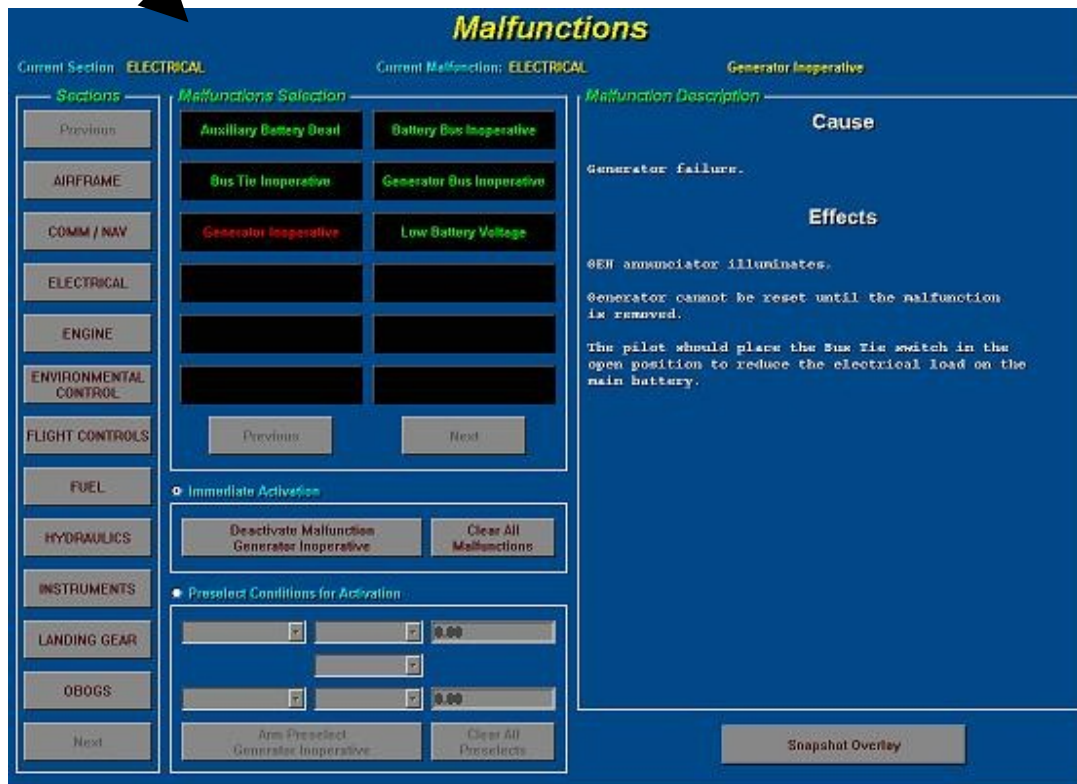 Malfunctions
Current Section: ELECTRICAL
Current Malfunction: ELECTRICAL
Generator Inoperative
Sections
Previous
AIRFRAME
COMM / NAV
ELECTRICAL
ENGINE
ENVIRONMENTAL
CONTROL
FLIGHT CONTROLS
FUEL
HYDRAULICS
INSTRUMENTS
LANDING GEAR
OBOGS
Next
Malfunctions Selection
Auxiliary Battery Dead
Battery Bus Inoperative
Bus Tie Inoperative
Generator Bus Inoperative
Generator Inoperative
Low Battery Voltage
Previous
Next
Immediate Activation
Deactivate Malfunction
Generator Inoperative
Clear All
Malfunctions
Preselect Conditions for Activation
0.00
0.00
Arm Preselect
Generator Inoperative
Clear All
Preselects
Malfunction Description
Cause
Generator failure.
Effects
GEN annunciator illuminates.
Generator cannot be reset until the malfunction
is removed.
The pilot should place the Bus Tie switch in the
open position to reduce the electrical load on the
main battery.
Snapshot Overlay